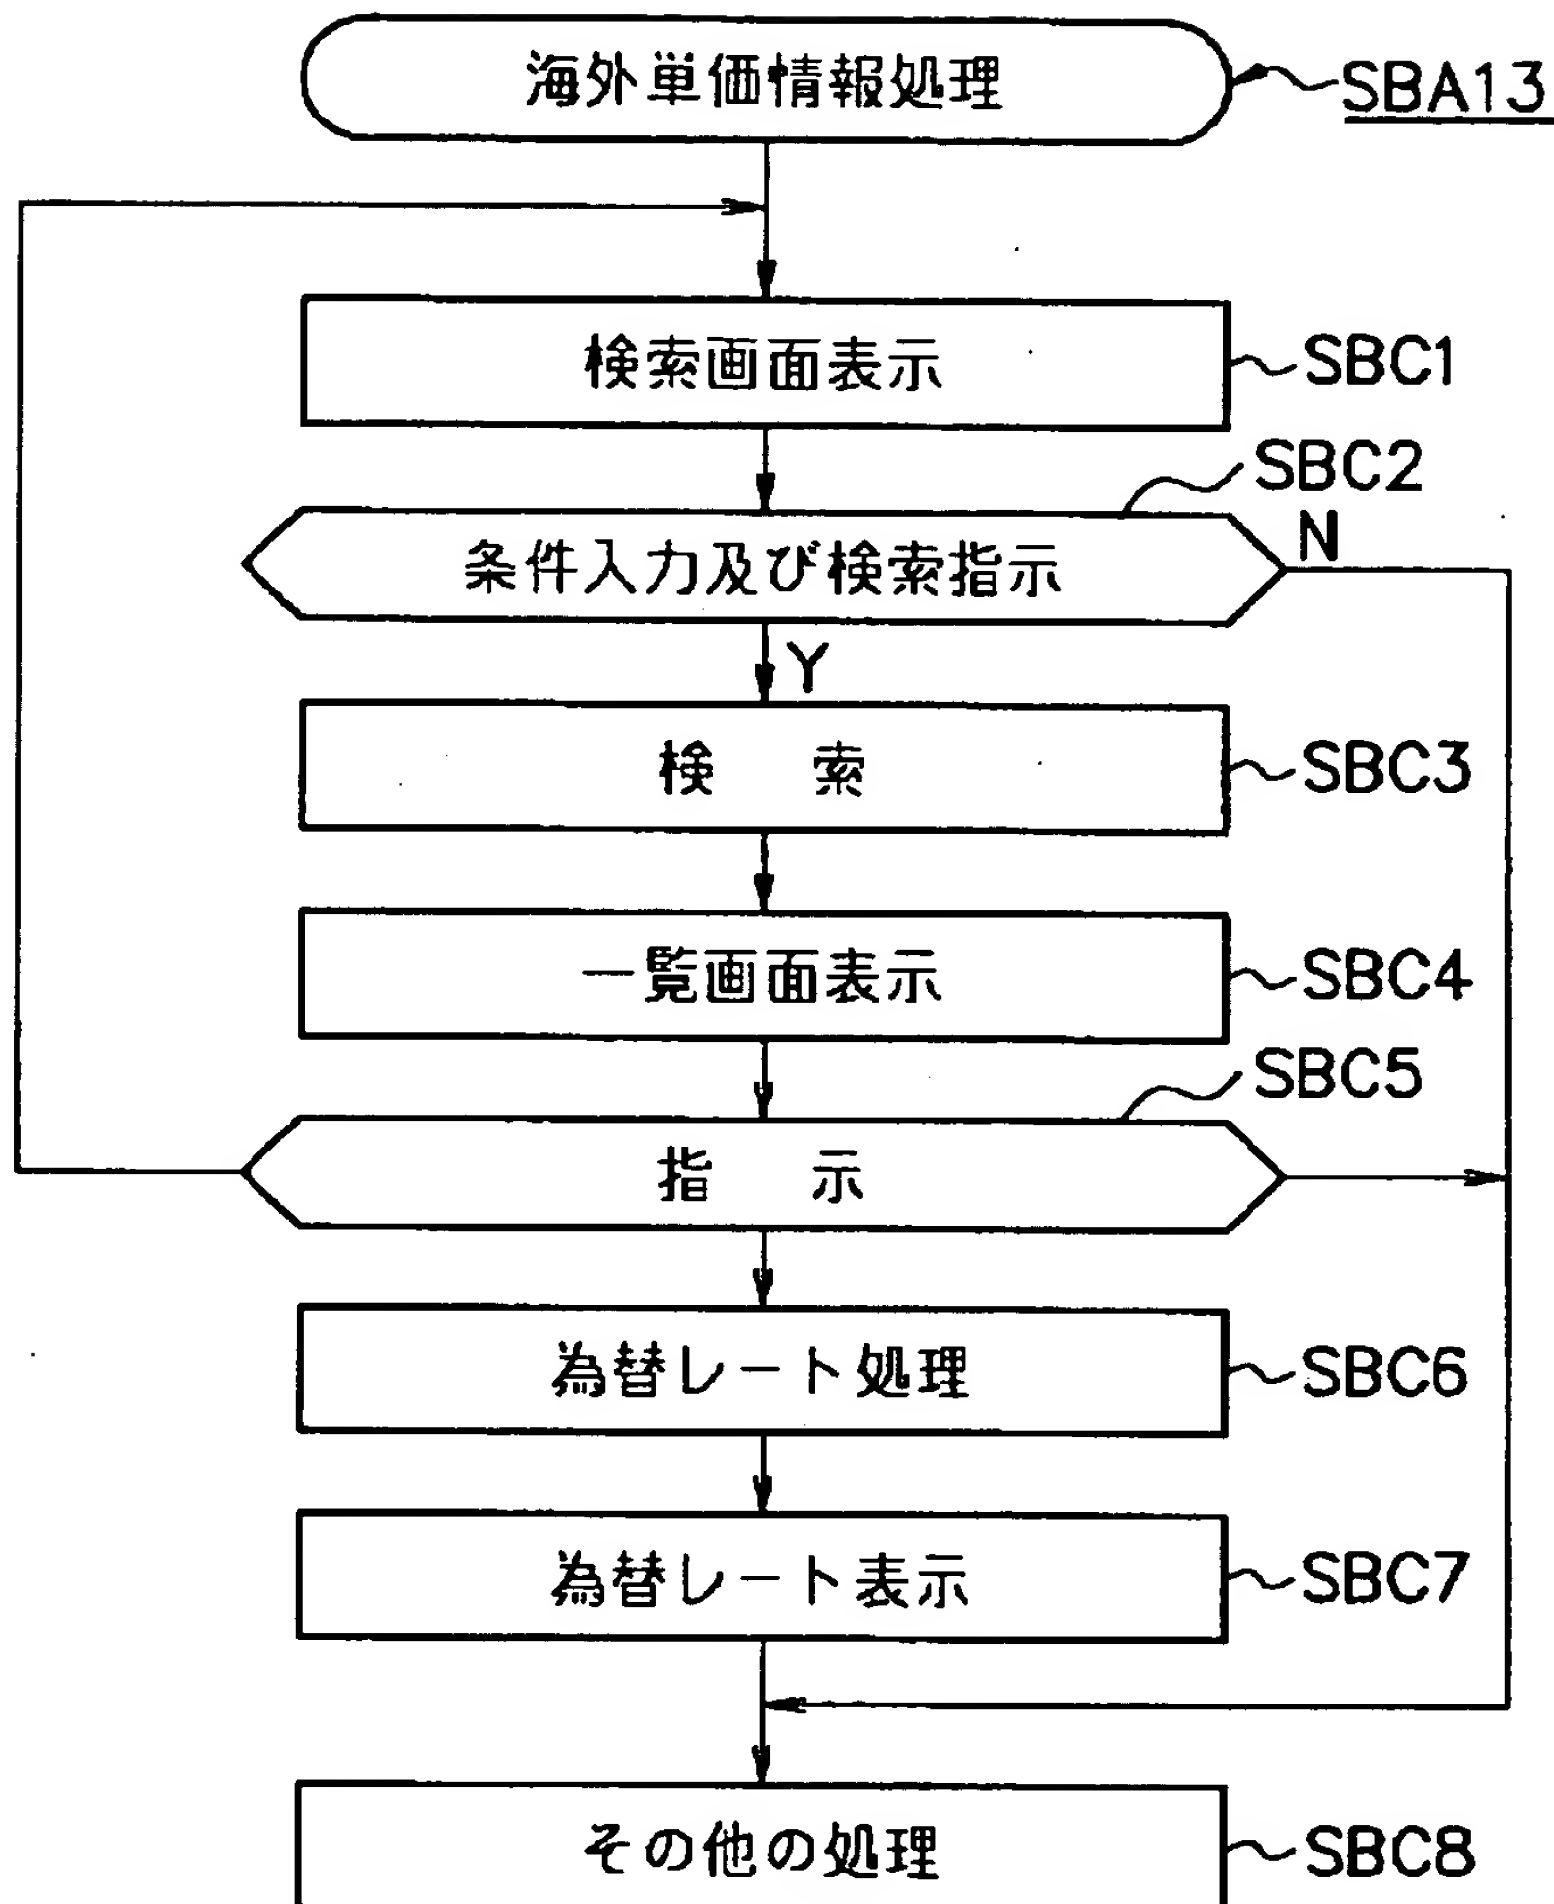 海外単価情報処理
SBA13
検索画面表示
SBC1
SBC2
条件入力及び検索指示
N
Y
検 索
SBC3
一覧画面表示
SBC4
SBC5
指 示
為替レート処理
SBC6
為替レート表示
SBC7
その他の処理
SBC8